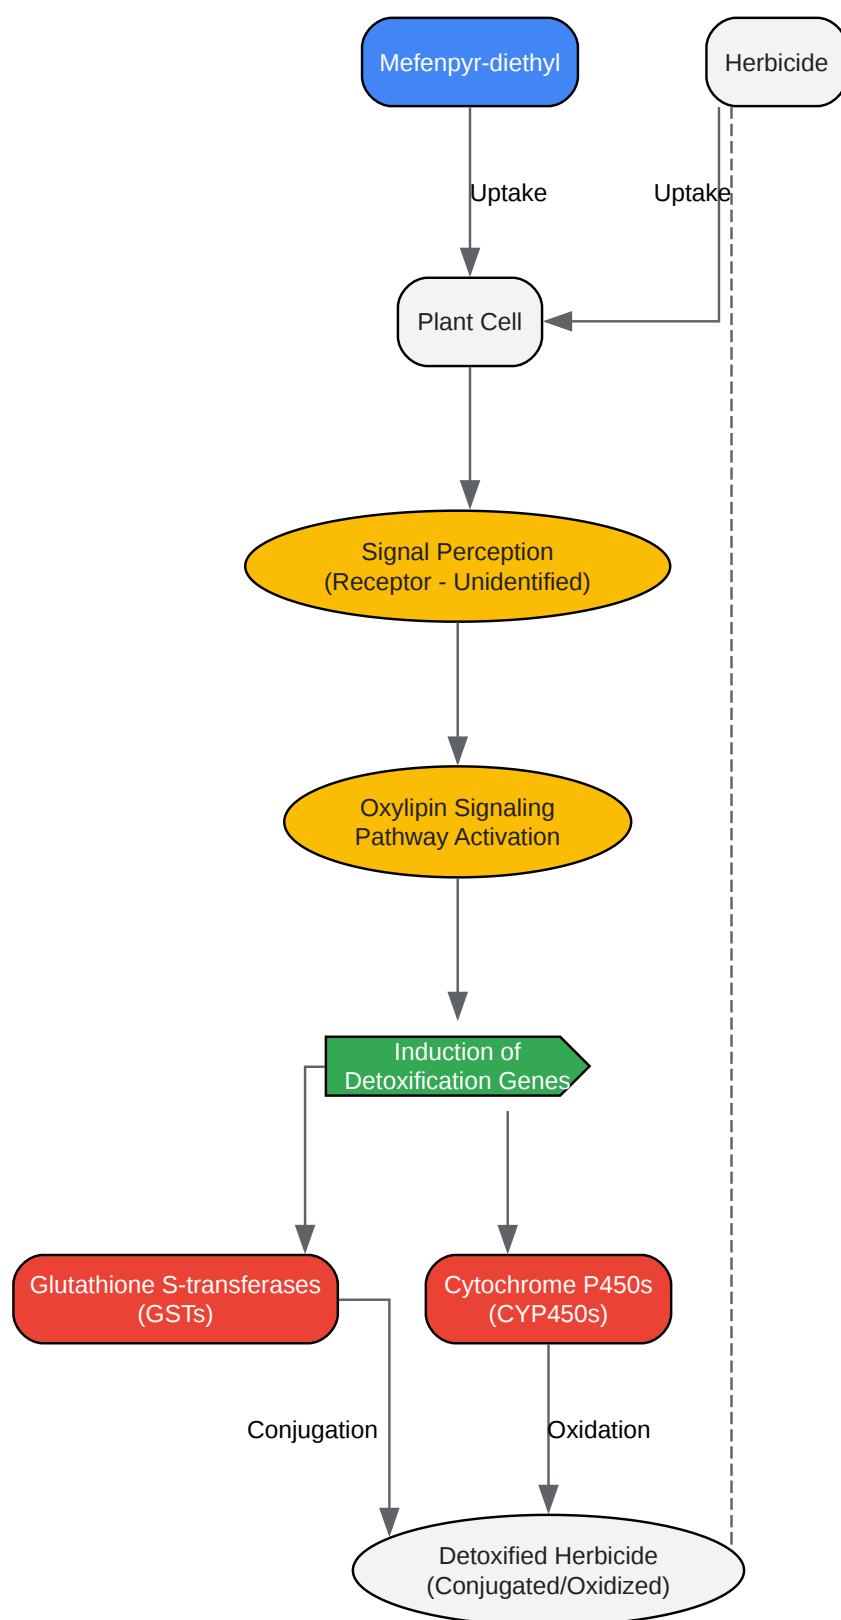 Mefenpyr-diethyl
Herbicide
Uptake
Uptake
Plant Cell
Signal Perception
(Receptor - Unidentified)
Oxylipin Signaling
Pathway Activation
Induction of
Detoxification Genes
Glutathione S-transferases
(GSTs)
Cytochrome P450s
(CYP450s)
Conjugation
Oxidation
Detoxified Herbicide
(Conjugated/Oxidized)